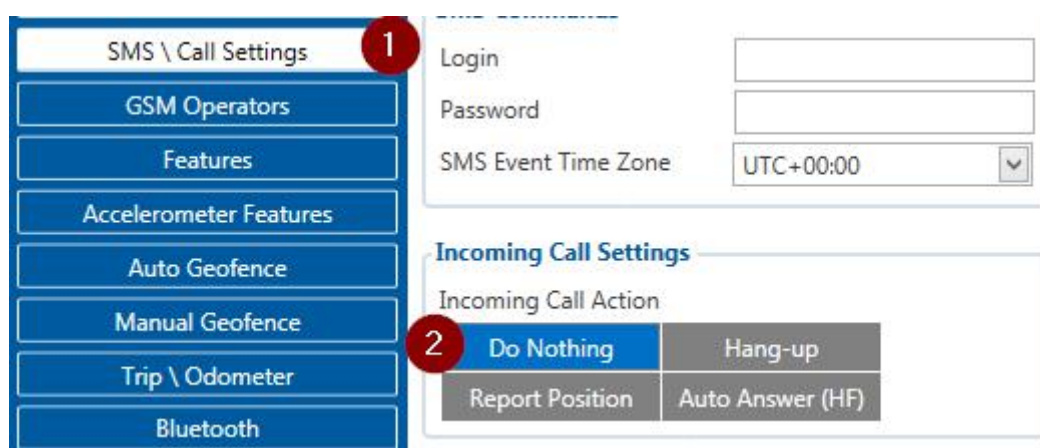 SMS \ Call Settings
1
GSM Operators
Features
Accelerometer Features
Auto Geofence
Manual Geofence
Trip \ Odometer
Bluetooth
Login
Password
SMS Event Time Zone
UTC+00:00
Incoming Call Settings
Incoming Call Action
2
Do Nothing
Hang-up
Report Position
Auto Answer (HF)